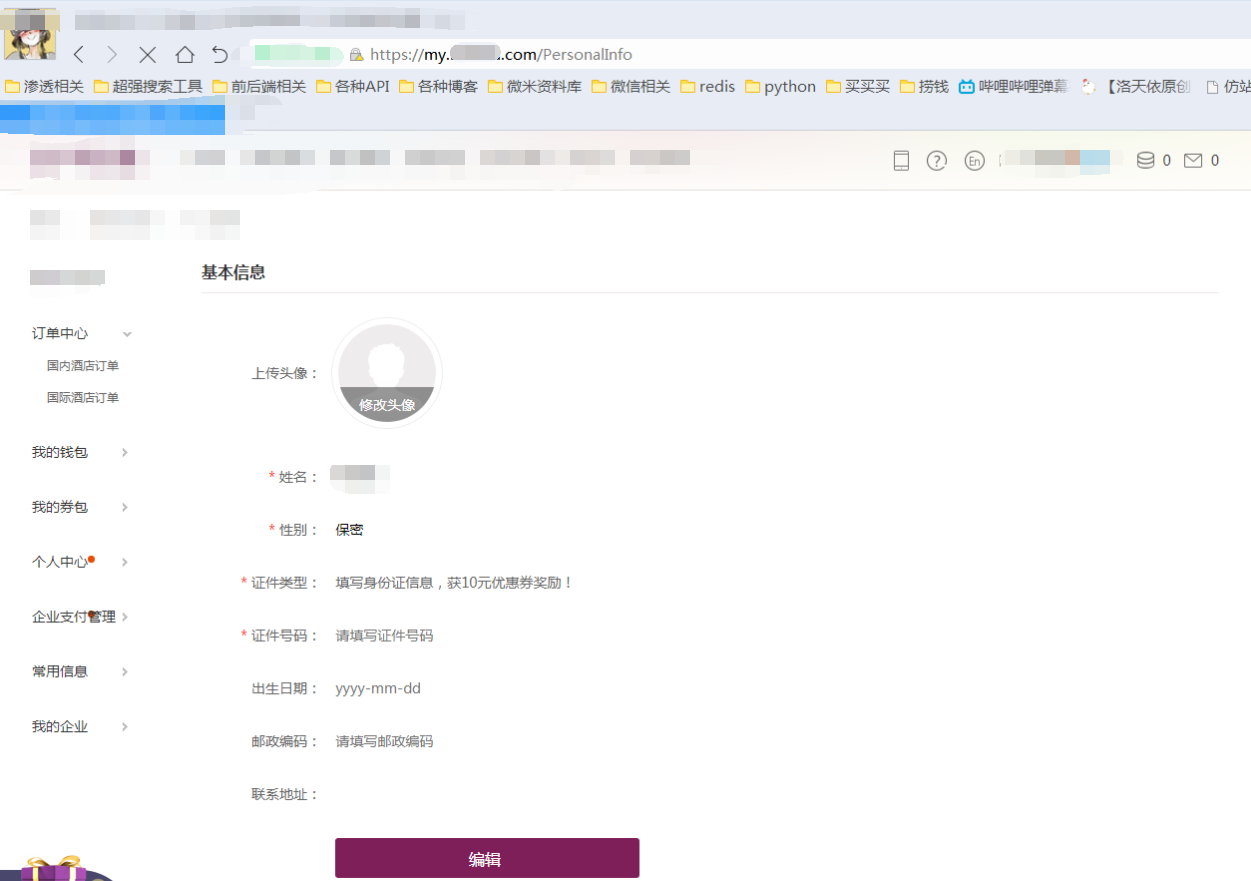 https://my. .com/PersonalInfo
渗透相关 超强搜索工具 前后端相关 各种API 各种博客 微米资料库 微信相关 redis python 买买买 捞钱 哔哩哔哩弹幕 【洛天依原创 仿站
? En 0 0
基本信息
订单中心
国内酒店订单
国际酒店订单
我的钱包
我的券包
个人中心
企业支付管理
常用信息
我的企业
上传头像：
修改头像
* 姓名：
* 性别： 保密
* 证件类型： 填写身份证信息，获10元优惠券奖励！
* 证件号码： 请填写证件号码
出生日期： yyyy-mm-dd
邮政编码： 请填写邮政编码
联系地址：
编辑